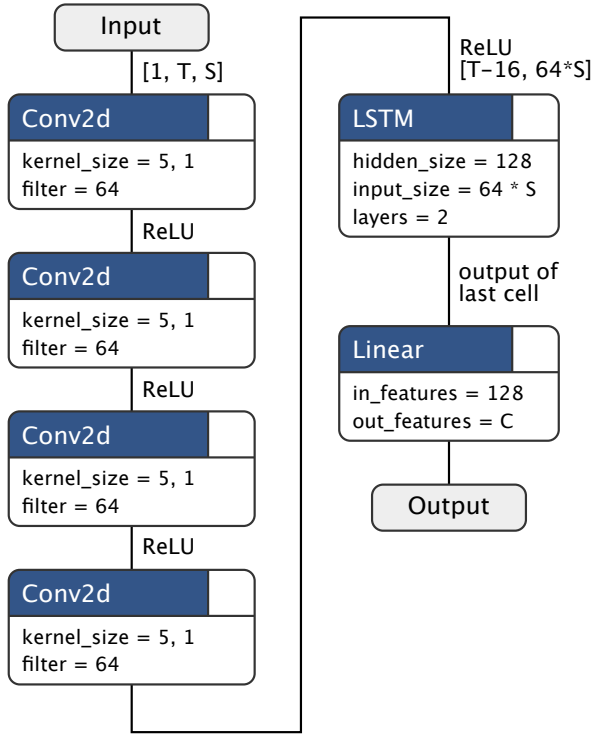 Input
[1, T, S]
Conv2d
kernel_size = 5, 1
filter = 64
ReLU
Conv2d
kernel_size = 5, 1
filter = 64
ReLU
Conv2d
kernel_size = 5, 1
filter = 64
ReLU
Conv2d
kernel_size = 5, 1
filter = 64
ReLU
[T−16, 64*S]
LSTM
hidden_size = 128
input_size = 64 * S
layers = 2
output of
last cell
Linear
in_features = 128
out_features = C
Output